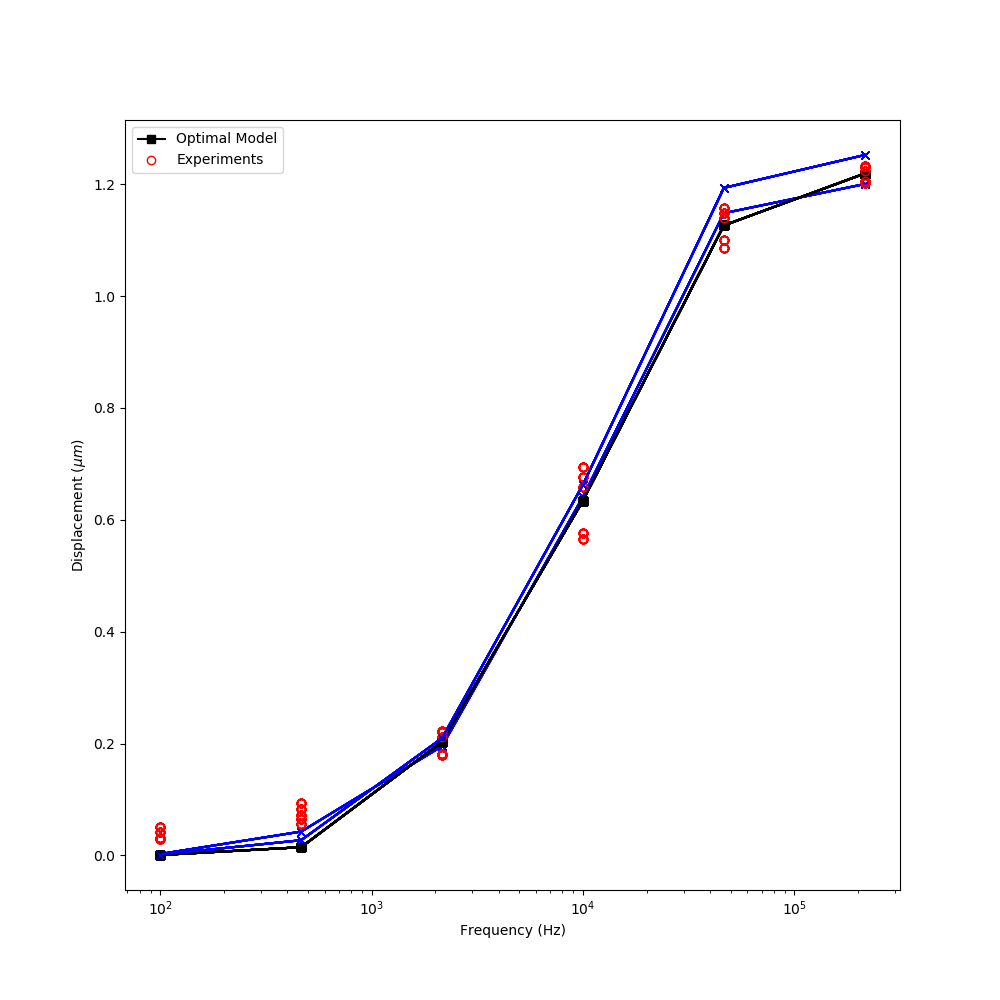 Optimal Model
Experiments
1.2
1.0
0.8
0.6
0.4
0.2
0.0
Displacement (μm)
10²
10³
10⁴
10⁵
Frequency (Hz)